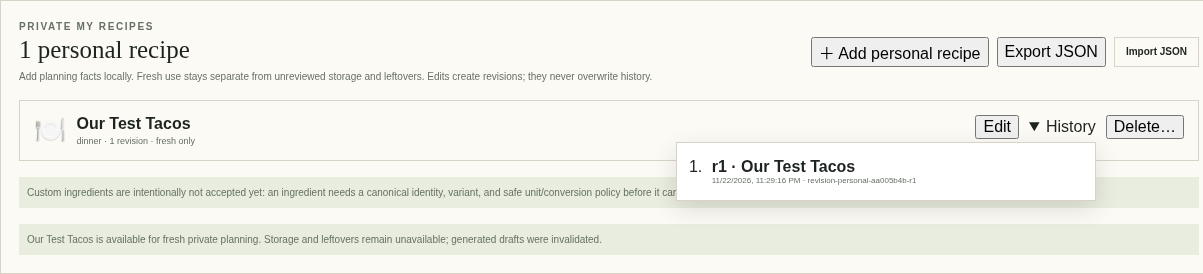 PRIVATE MY RECIPES
1 personal recipe
Add planning facts locally. Fresh use stays separate from unreviewed storage and leftovers. Edits create revisions; they never overwrite history.
+ Add personal recipe
Export JSON
Import JSON
Our Test Tacos
dinner · 1 revision · fresh only
Edit
▼ History
Delete…
1. r1 · Our Test Tacos
11/22/2026, 11:29:16 PM · revision-personal-aa005b4b-r1
Custom ingredients are intentionally not accepted yet: an ingredient needs a canonical identity, variant, and safe unit/conversion policy before it
Our Test Tacos is available for fresh private planning. Storage and leftovers remain unavailable; generated drafts were invalidated.